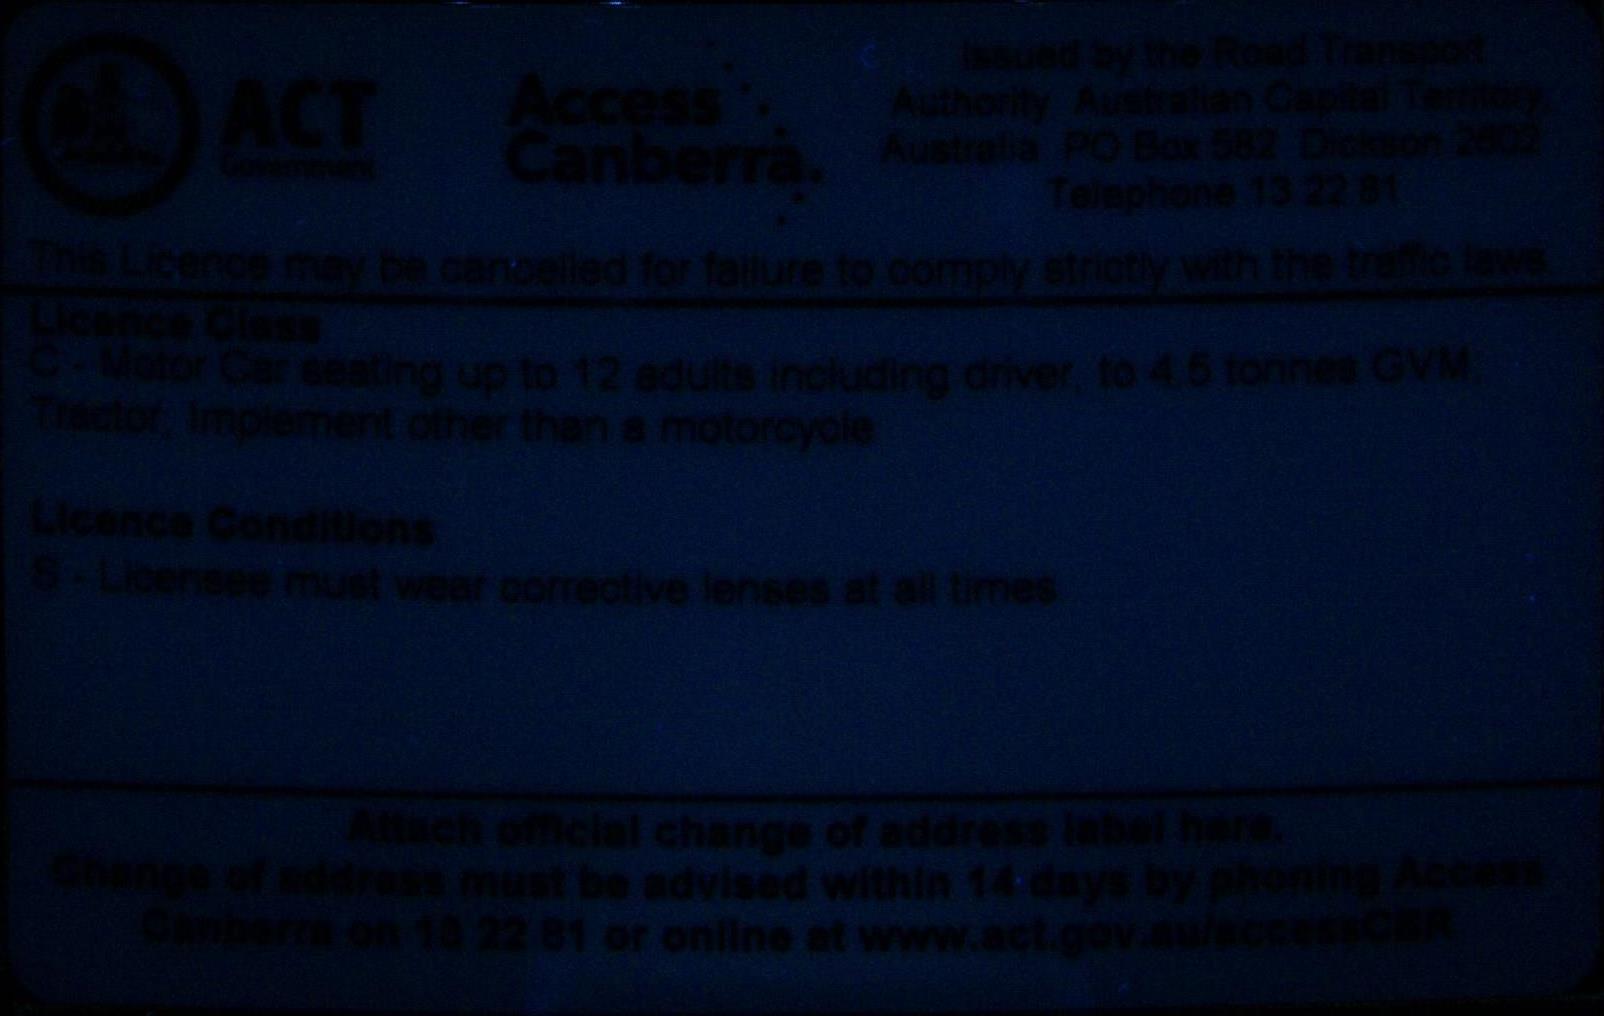 ACT
Government
Access
Canberra.
Issued by the Road Transport
Authority Australian Capital Territory,
Australia PO Box 582 Dickson 2602
Telephone 13 22 81
This Licence may be cancelled for failure to comply strictly with the traffic laws.
Licence Class
C - Motor Car seating up to 12 adults including driver, to 4.5 tonnes GVM,
Tractor, Implement other than a motorcycle
Licence Conditions
S - Licensee must wear corrective lenses at all times
Attach official change of address label here.
Change of address must be advised within 14 days by phoning Access
Canberra on 13 22 81 or online at www.act.gov.au/accessCBR